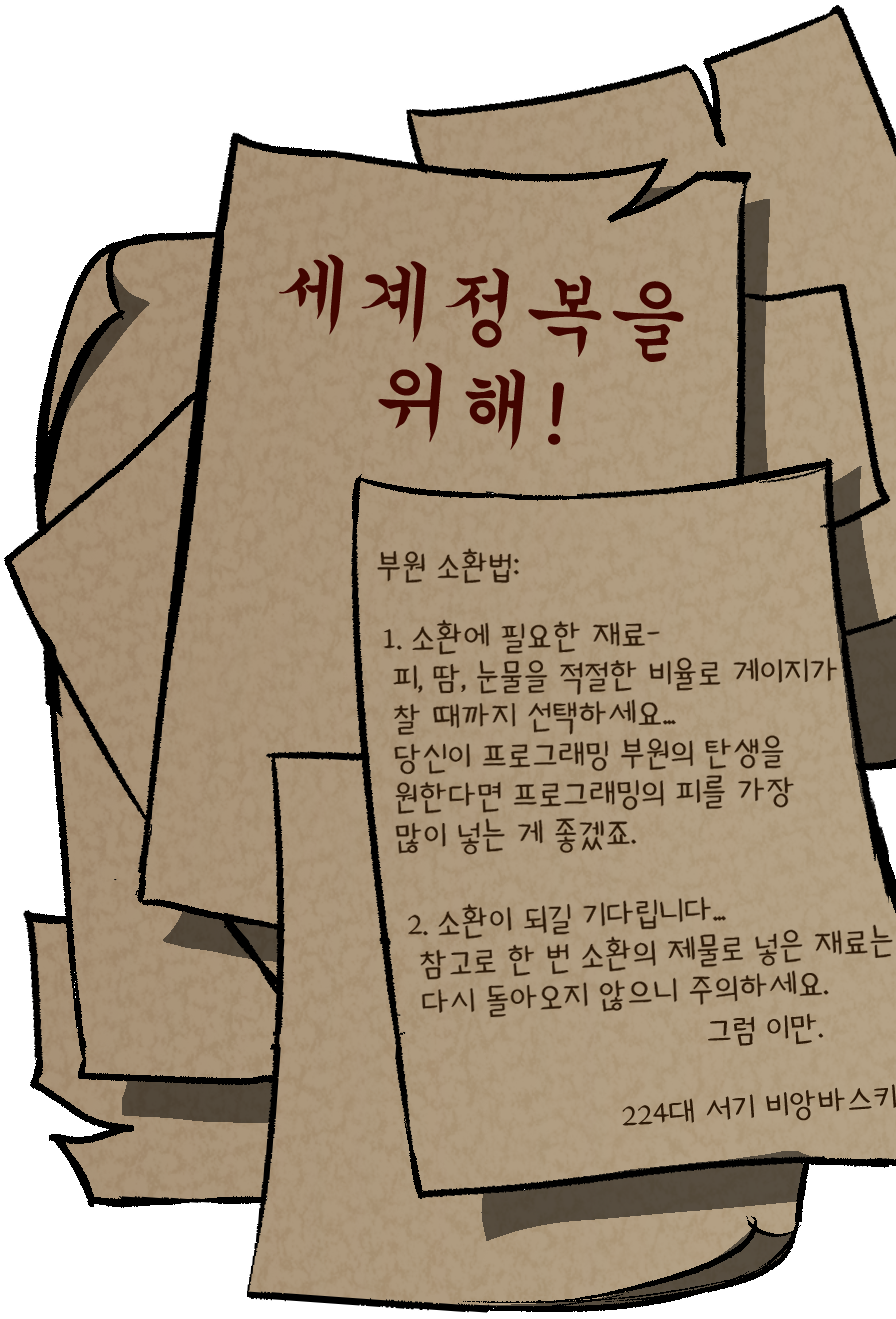 세계정복을
위해!
부원 소환법:
1. 소환에 필요한 재료-
피, 땀, 눈물을 적절한 비율로 게이지가
찰 때까지 선택하세요...
당신이 프로그래밍 부원의 탄생을
원한다면 프로그래밍의 피를 가장
많이 넣는 게 좋겠죠.
2. 소환이 되길 기다립니다...
참고로 한 번 소환의 제물로 넣은 재료는
다시 돌아오지 않으니 주의하세요.
그럼 이만.
224대 서기 비앙바스키